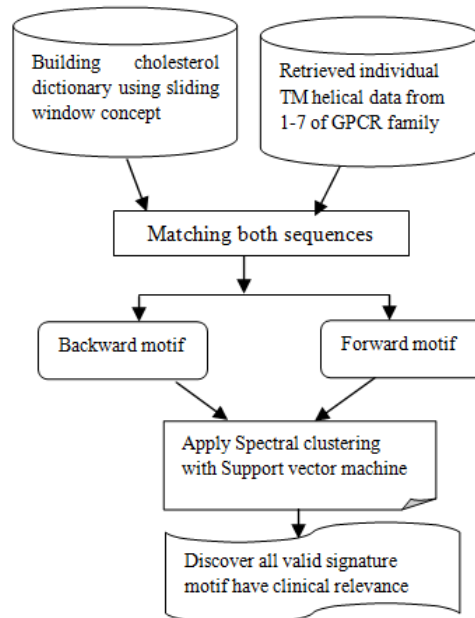 Building cholesterol
dictionary using sliding
window concept
Retrieved individual
TM helical data from
1-7 of GPCR family
Matching both sequences
Backward motif
Forward motif
Apply Spectral clustering
with Support vector machine
Discover all valid signature
motif have clinical relevance